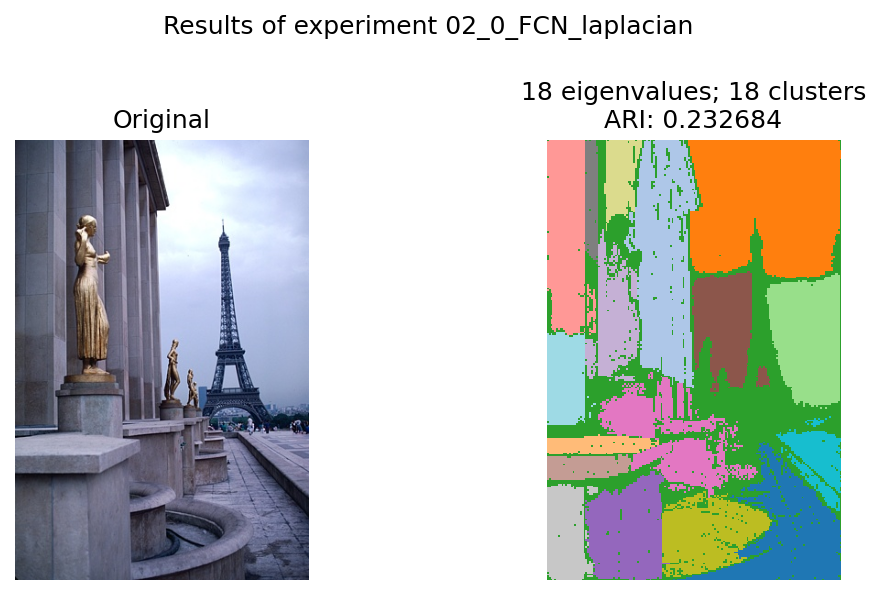 Results of experiment 02_0_FCN_laplacian
Original
18 eigenvalues; 18 clusters
ARI: 0.232684